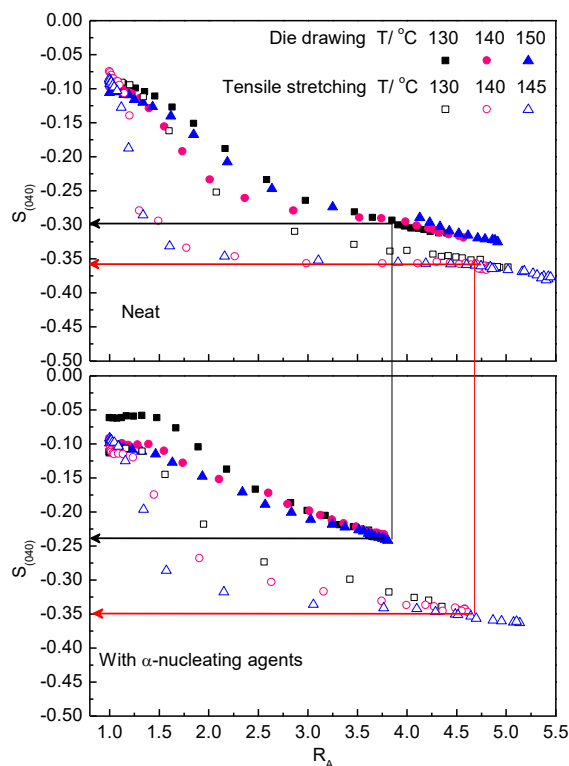 0.00
Die drawing T/ °C 130 140 150
-0.05
Tensile stretching T/ °C 130 140 145
-0.10
-0.15
-0.20
-0.25
-0.30
-0.35
-0.40
-0.45
-0.50
S(040)
Neat
0.00
-0.05
-0.10
-0.15
-0.20
-0.25
-0.30
-0.35
-0.40
-0.45
-0.50
S(040)
With α-nucleating agents
1.0 1.5 2.0 2.5 3.0 3.5 4.0 4.5 5.0 5.5
RA